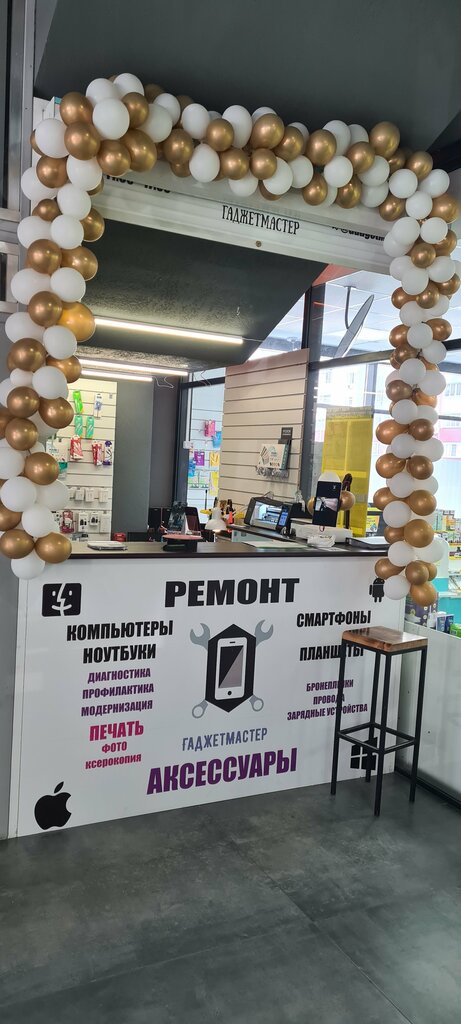 ГАДЖЕТМАСТЕР
РЕМОНТ
КОМПЬЮТЕРЫ
НОУТБУКИ
ДИАГНОСТИКА
ПРОФИЛАКТИКА
МОДЕРНИЗАЦИЯ
ПЕЧАТЬ
ФОТО
ксерокопия
СМАРТФОНЫ
ПЛАНШЕТЫ
БРОНЕПЛЕНКИ
ПРОВОДА
ЗАРЯДНЫЕ УСТРОЙСТВА
ГАДЖЕТМАСТЕР
АКСЕССУАРЫ